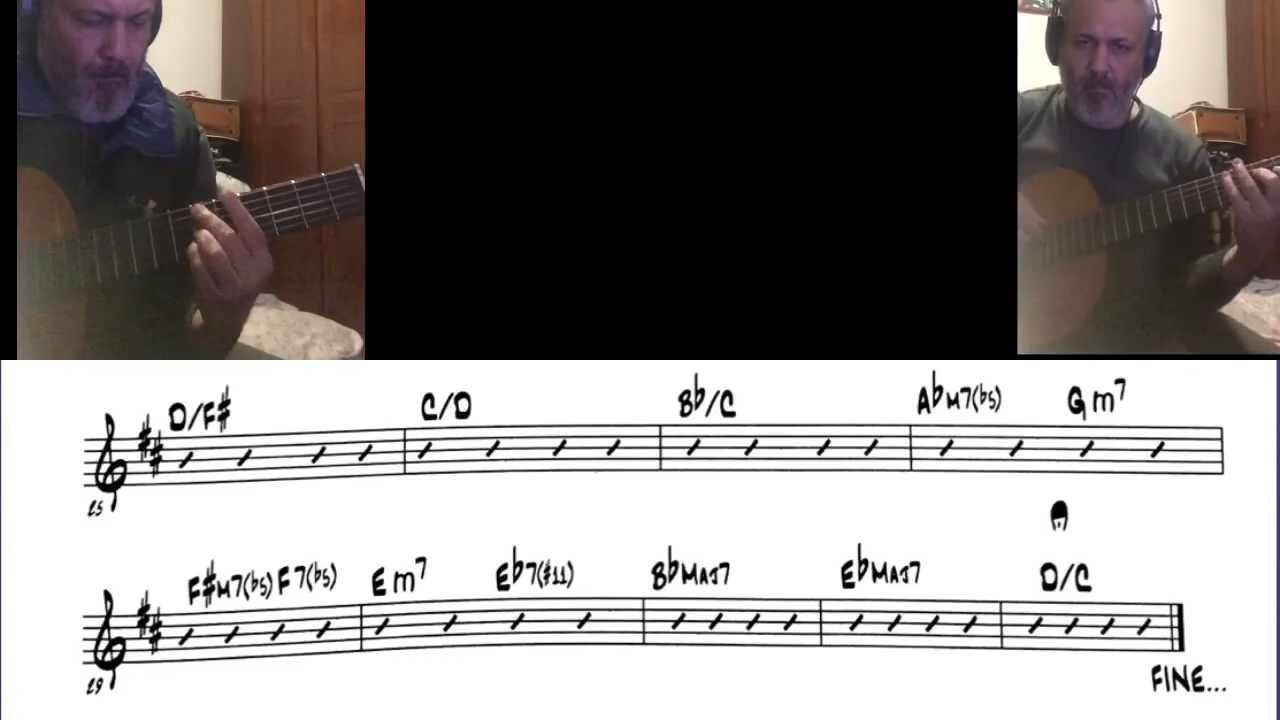 D/F# C/D Bb/C Abm7(b5) Gm7
25
F#m7(b5) F7(b5) Em7 Eb7(#11) BbMAJ7 EbMAJ7 D/C
29
FINE...